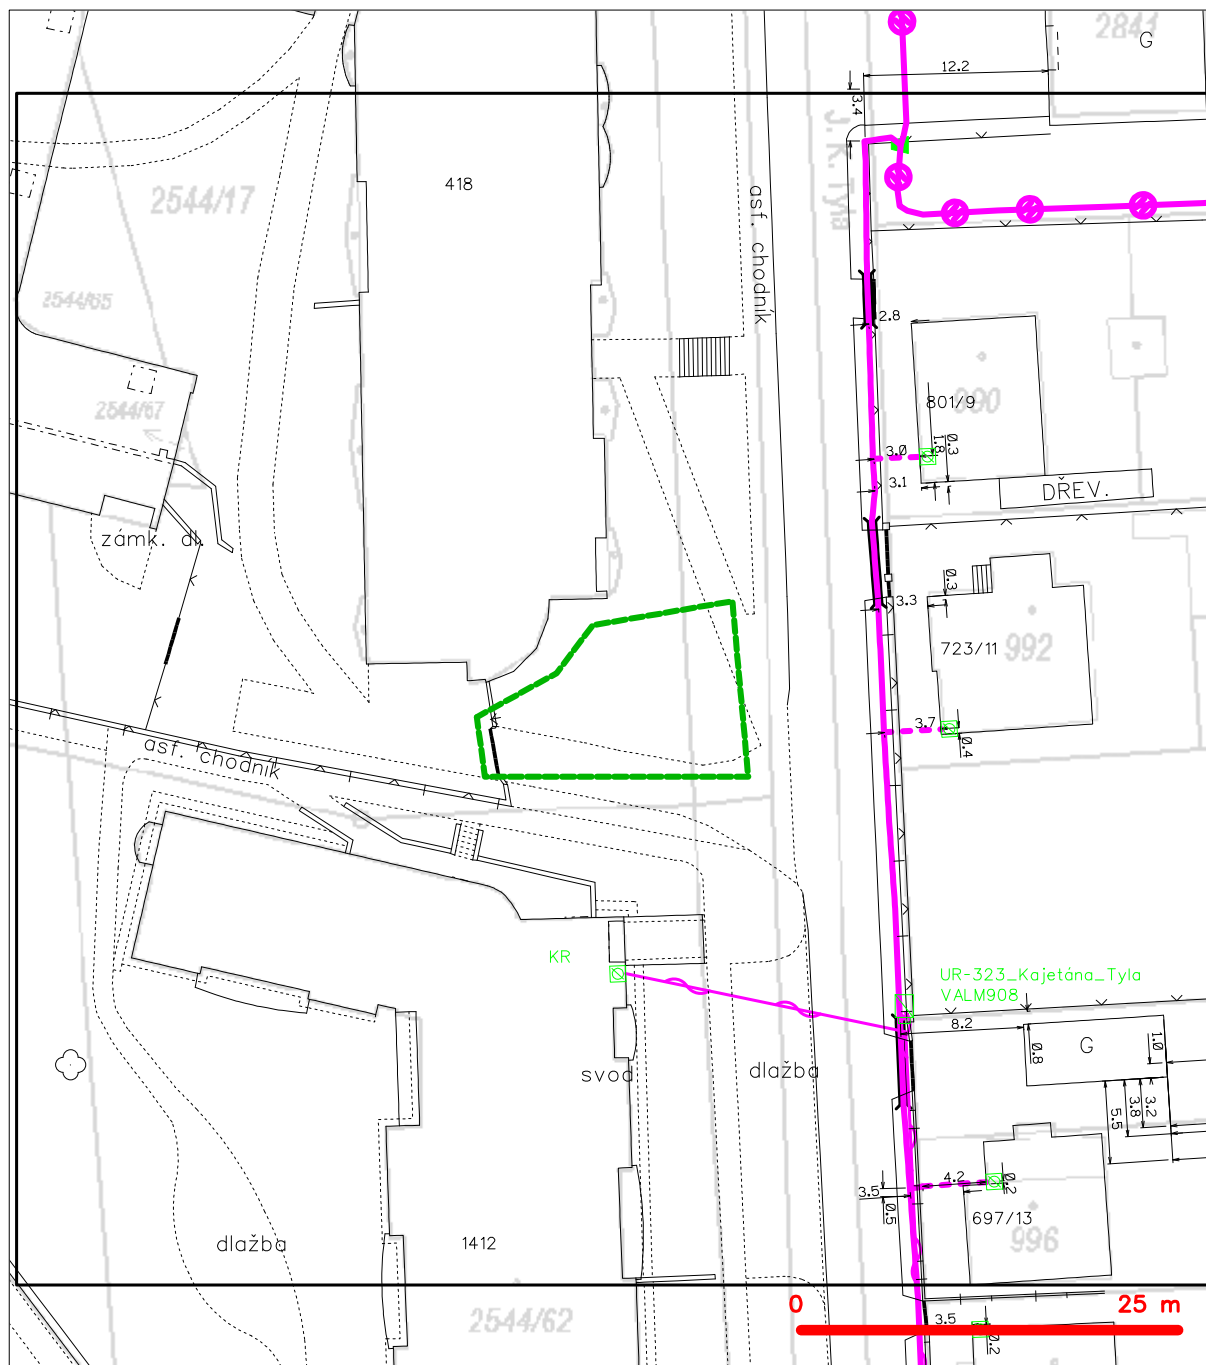 2841
G
12.2
3.4
J. K. Tyla
2544/17
418
asf. chodník
2544/65
2.8
990
801/9
2544/67
3.0
1.8
0.3
3.1
DŘEV.
zámk. dl.
0.3
3.3
723/11
992
3.7
0.4
asf. chodník
KR
UR-323_Kajetána_Tyla
VALM908
8.2
G
1.0
0.8
svod
dlažba
3.2
3.8
5.5
4.2
0.2
3.5
0.5
697/13
996
dlažba
1412
2544/62
0
25 m
3.5
0.2